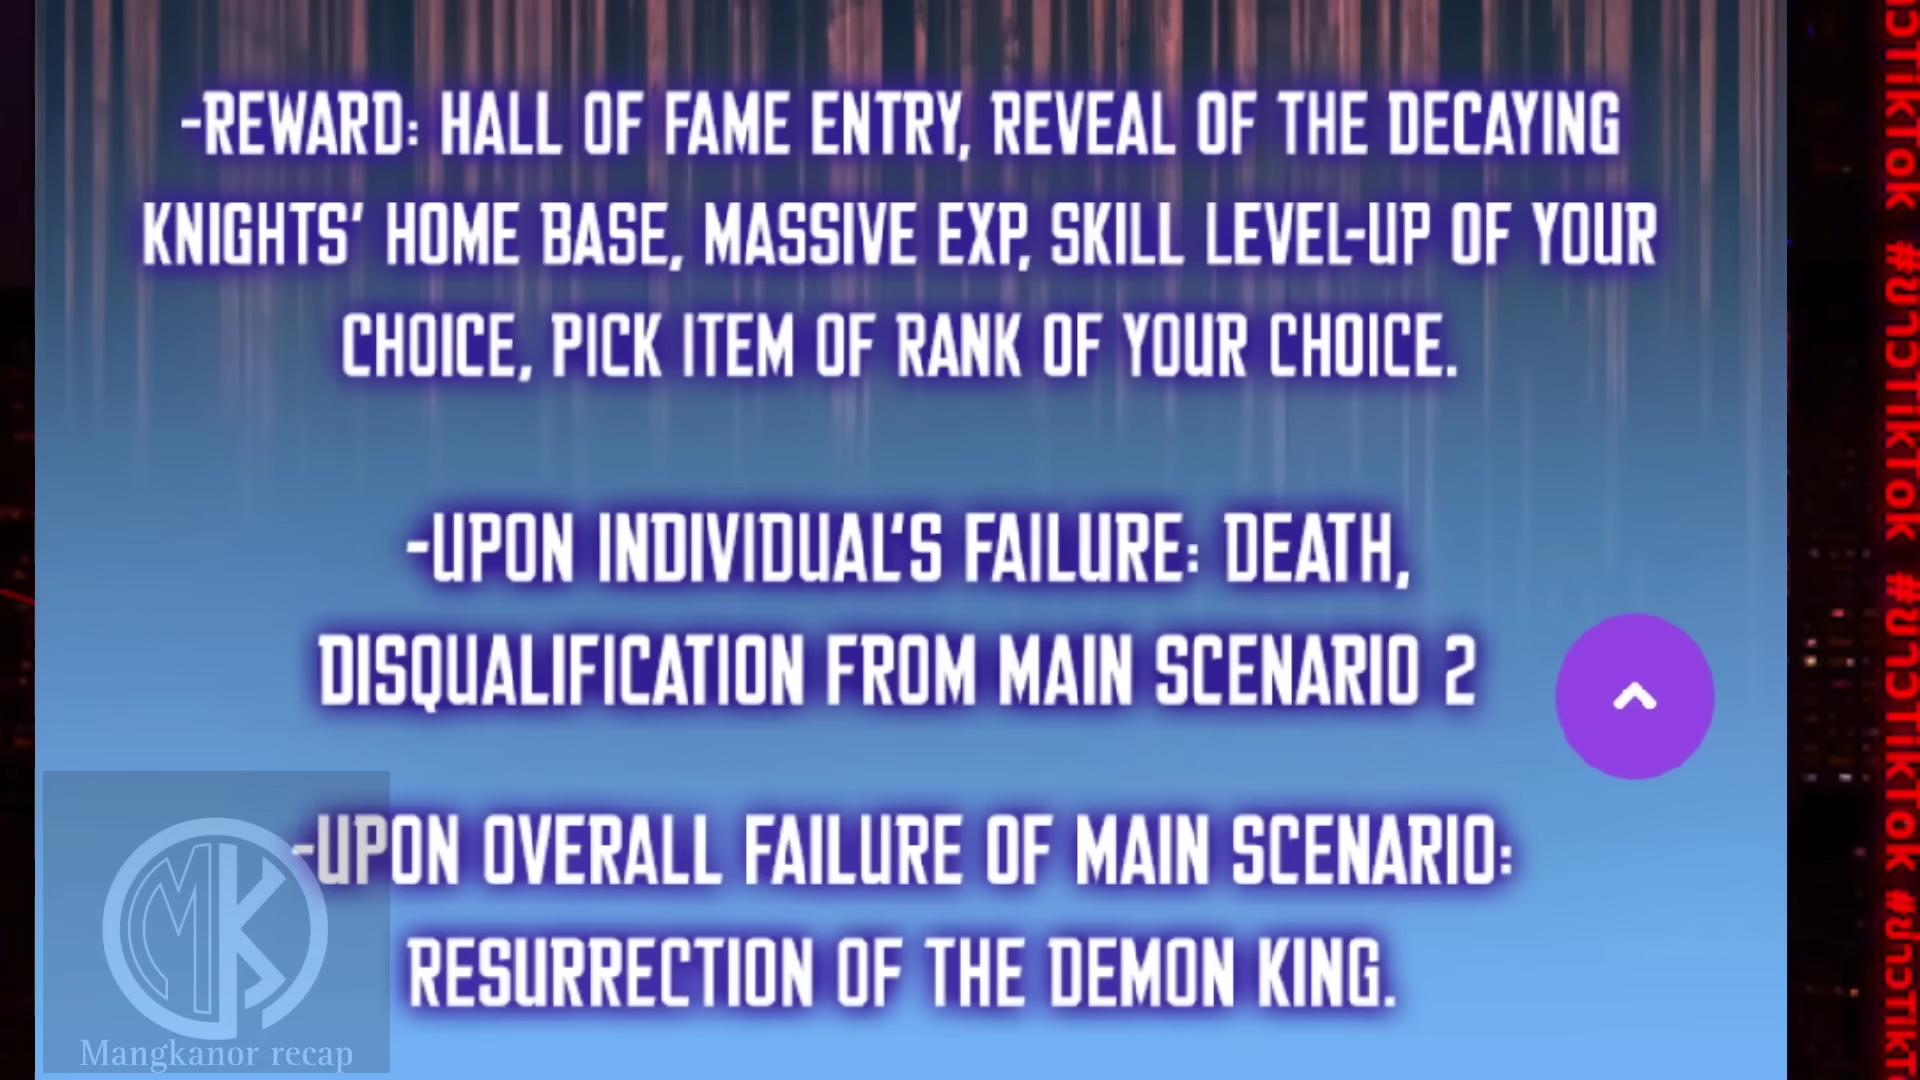 -REWARD: HALL OF FAME ENTRY, REVEAL OF THE DECAYING
KNIGHTS' HOME BASE, MASSIVE EXP, SKILL LEVEL-UP OF YOUR
CHOICE, PICK ITEM OF RANK OF YOUR CHOICE.
-UPON INDIVIDUAL'S FAILURE: DEATH,
DISQUALIFICATION FROM MAIN SCENARIO 2
-UPON OVERALL FAILURE OF MAIN SCENARIO:
RESURRECTION OF THE DEMON KING.
MK
Mangkanor recap